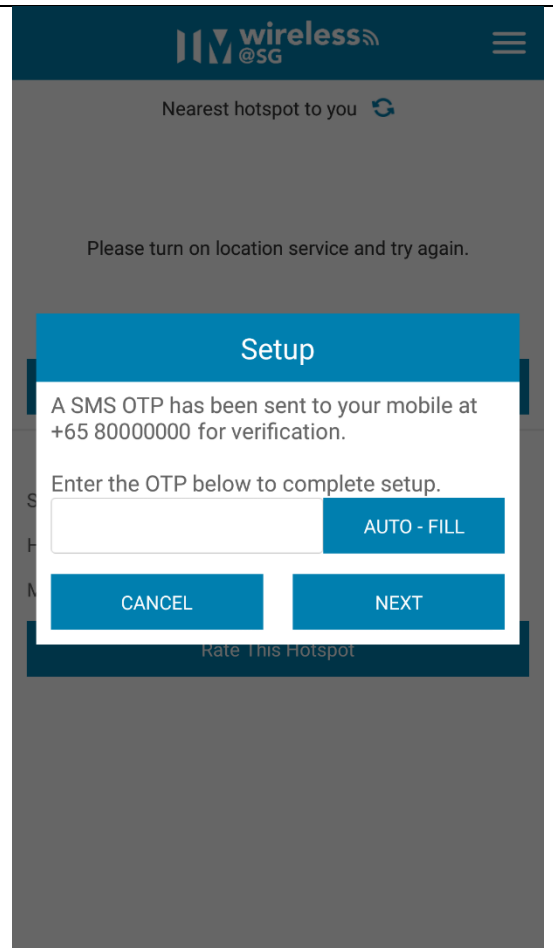 wireless
@SG
Nearest hotspot to you
Please turn on location service and try again.
Setup
A SMS OTP has been sent to your mobile at
+65 80000000 for verification.
Enter the OTP below to complete setup.
AUTO - FILL
CANCEL
NEXT
Rate This Hotspot